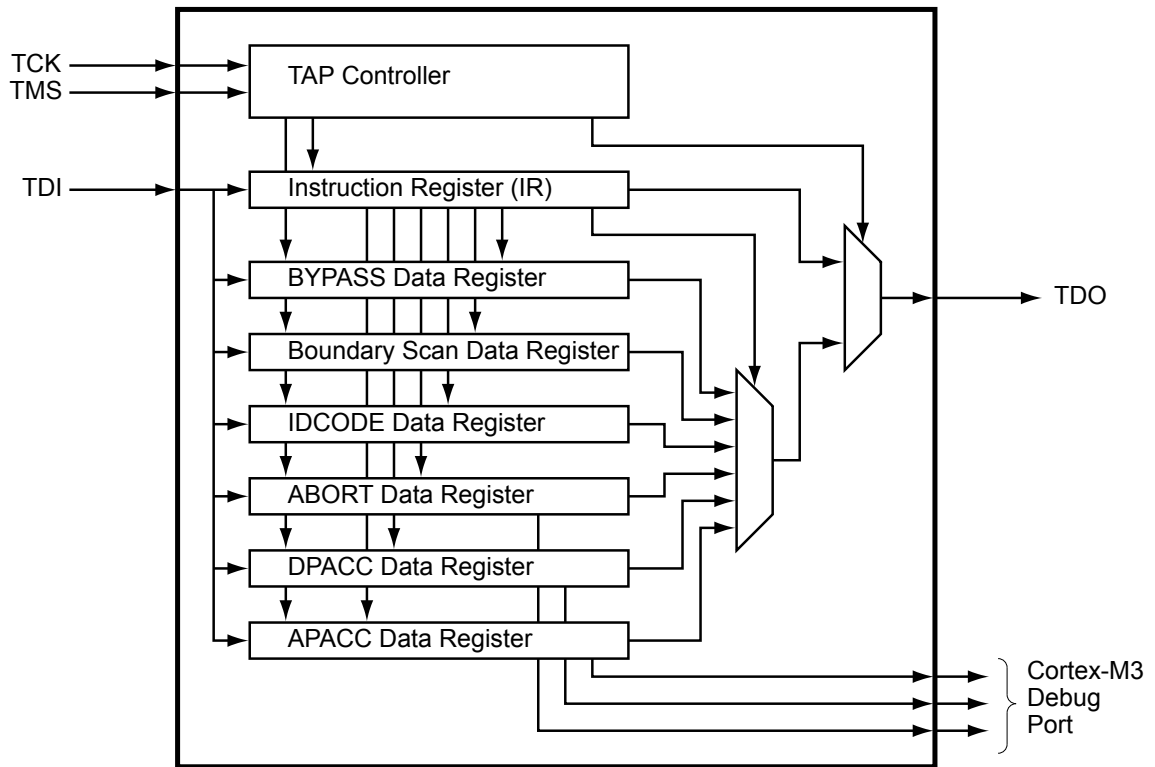 TCK
TMS
TAP Controller
TDI
Instruction Register (IR)
BYPASS Data Register
TDO
Boundary Scan Data Register
IDCODE Data Register
ABORT Data Register
DPACC Data Register
APACC Data Register
Cortex-M3
Debug
Port